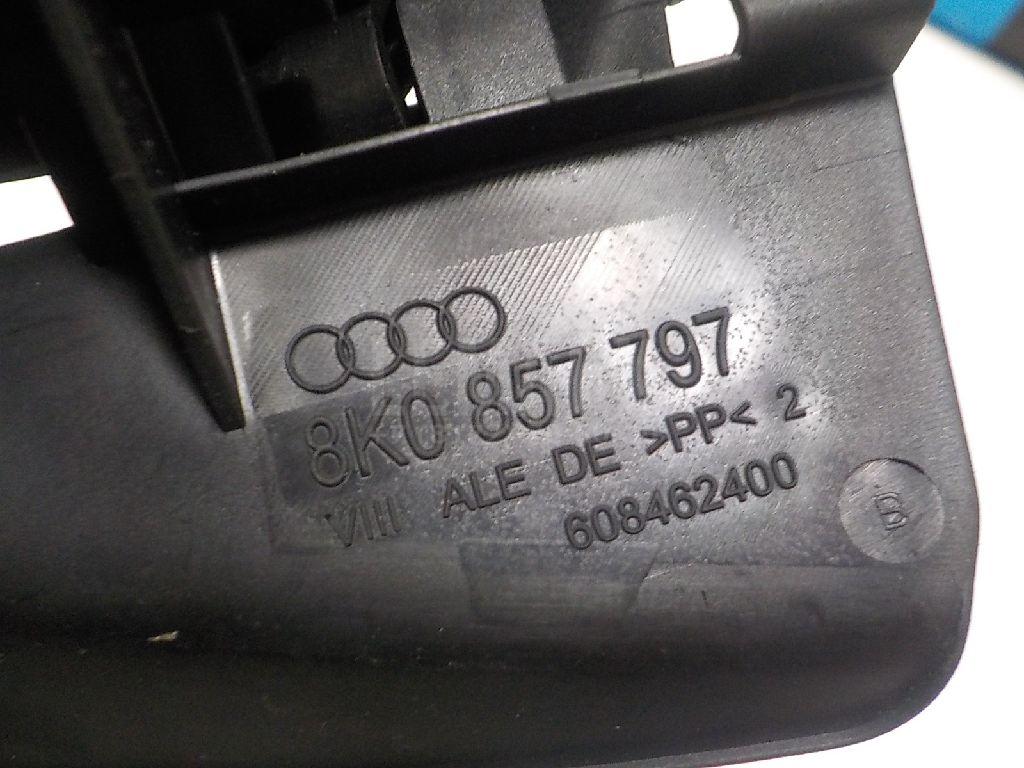 8K0 857 797
VIII ALE DE >PP< 2
608462400
B